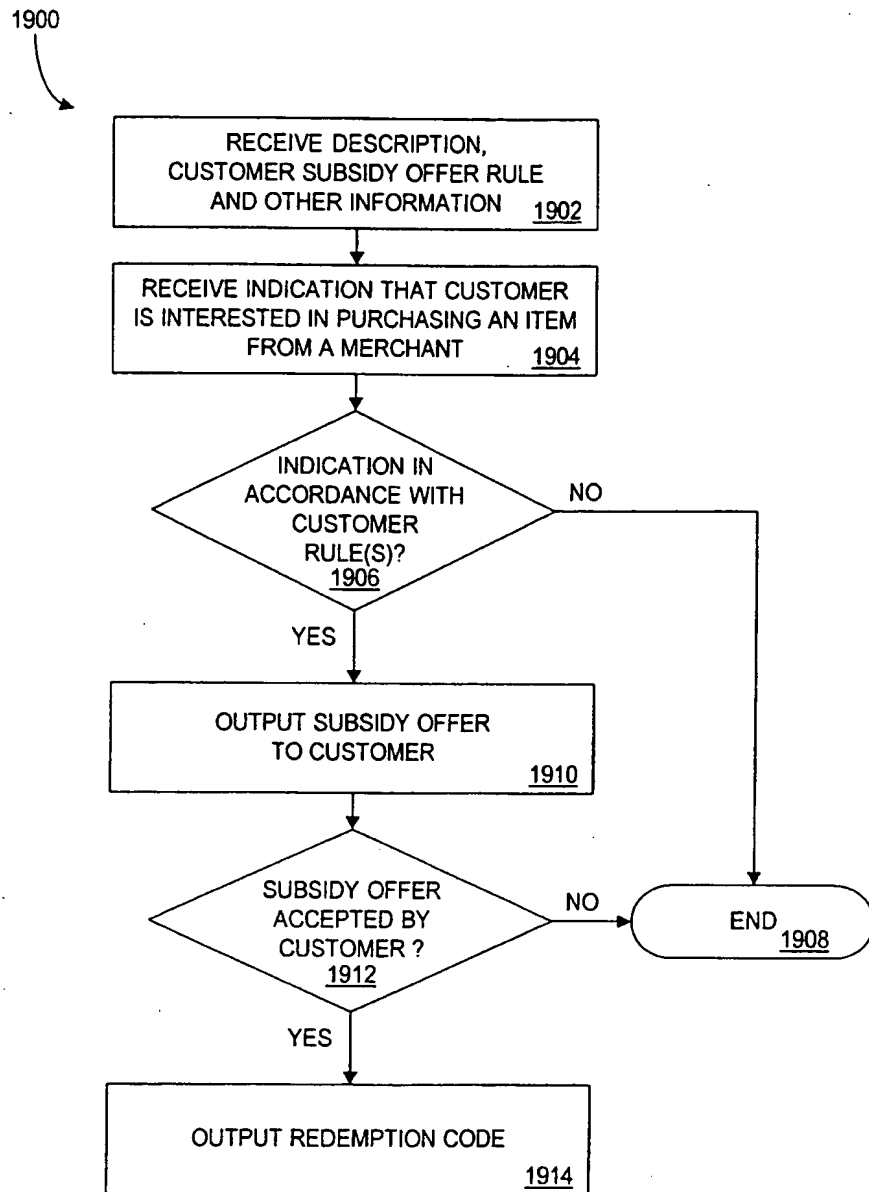 1900
RECEIVE DESCRIPTION,
CUSTOMER SUBSIDY OFFER RULE
AND OTHER INFORMATION
1902
RECEIVE INDICATION THAT CUSTOMER
IS INTERESTED IN PURCHASING AN ITEM
FROM A MERCHANT
1904
INDICATION IN
ACCORDANCE WITH
CUSTOMER
RULE(S)?
1906
NO
YES
OUTPUT SUBSIDY OFFER
TO CUSTOMER
1910
SUBSIDY OFFER
ACCEPTED BY
CUSTOMER ?
1912
NO
END
1908
YES
OUTPUT REDEMPTION CODE
1914